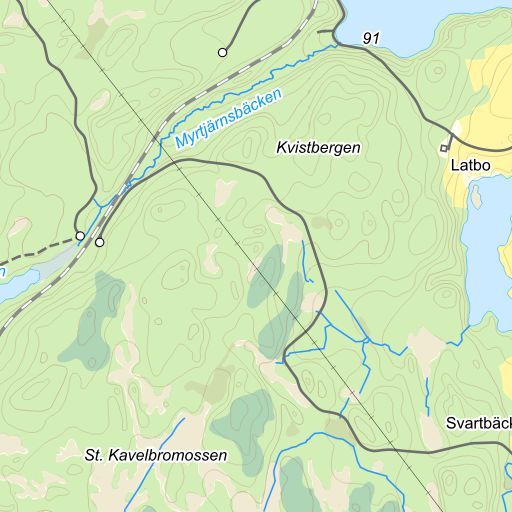 91
Myrtjärnsbäcken
Kvistbergen
Latbo
n
Svartbäck
St. Kavelbromossen